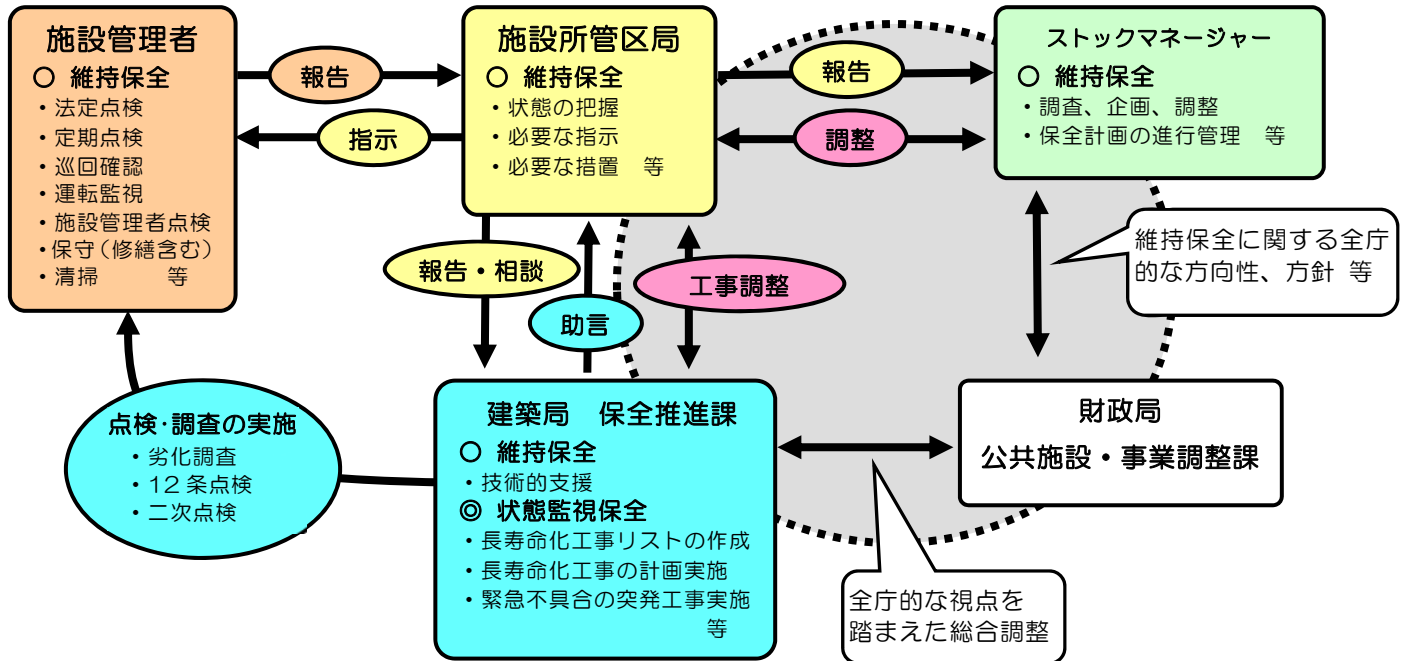 施設管理者
○ 維持保全
・法定点検
・定期点検
・巡回確認
・運転監視
・施設管理者点検
・保守(修繕含む)
・清掃　　　等
報告
指示
施設所管区局
○ 維持保全
・状態の把握
・必要な指示
・必要な措置　等
報告
調整
ストックマネージャー
○ 維持保全
・調査、企画、調整
・保全計画の進行管理　等
報告・相談
助言
工事調整
維持保全に関する全庁
的な方向性、方針 等
点検・調査の実施
・劣化調査
・12 条点検
・二次点検
建築局　保全推進課
○ 維持保全
・技術的支援
◎ 状態監視保全
・長寿命化工事リストの作成
・長寿命化工事の計画実施
・緊急不具合の突発工事実施
等
財政局
公共施設・事業調整課
全庁的な視点を
踏まえた総合調整